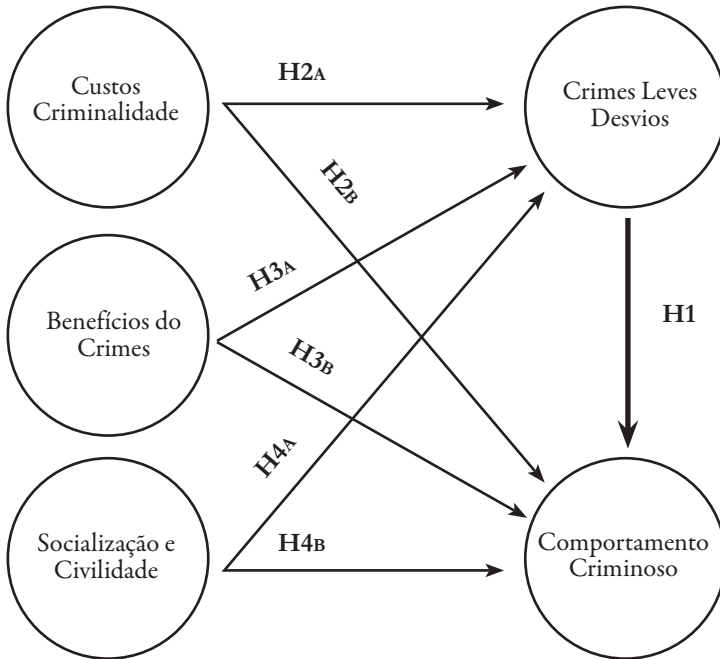 Custos
Criminalidade
H2A
Crimes Leves
Desvios
H2B
H3A
Benefícios do
Crimes
H1
H3B
H4A
Socialização e
Civilidade
H4B
Comportamento
Criminoso